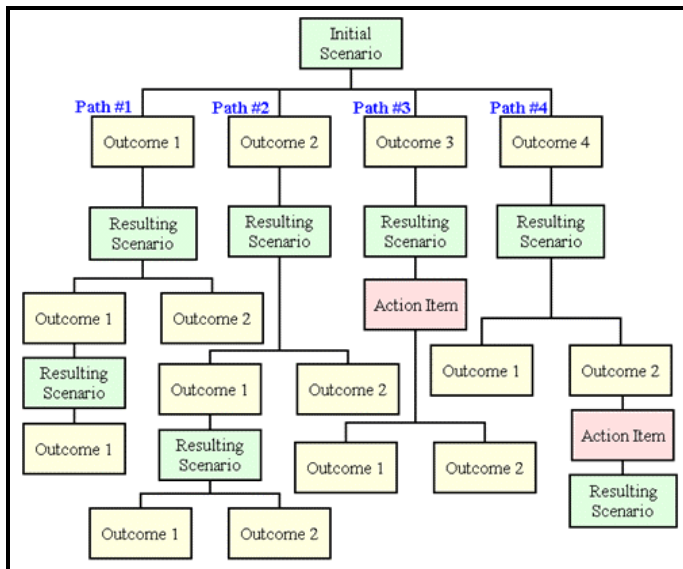 Initial
Scenario
Path #1
Path #2
Path #3
Path #4
Outcome 1
Outcome 2
Outcome 3
Outcome 4
Resulting
Scenario
Resulting
Scenario
Resulting
Scenario
Resulting
Scenario
Action Item
Outcome 1
Outcome 2
Outcome 1
Outcome 2
Resulting
Scenario
Outcome 1
Outcome 2
Action Item
Outcome 1
Resulting
Scenario
Outcome 1
Outcome 2
Resulting
Scenario
Outcome 1
Outcome 2